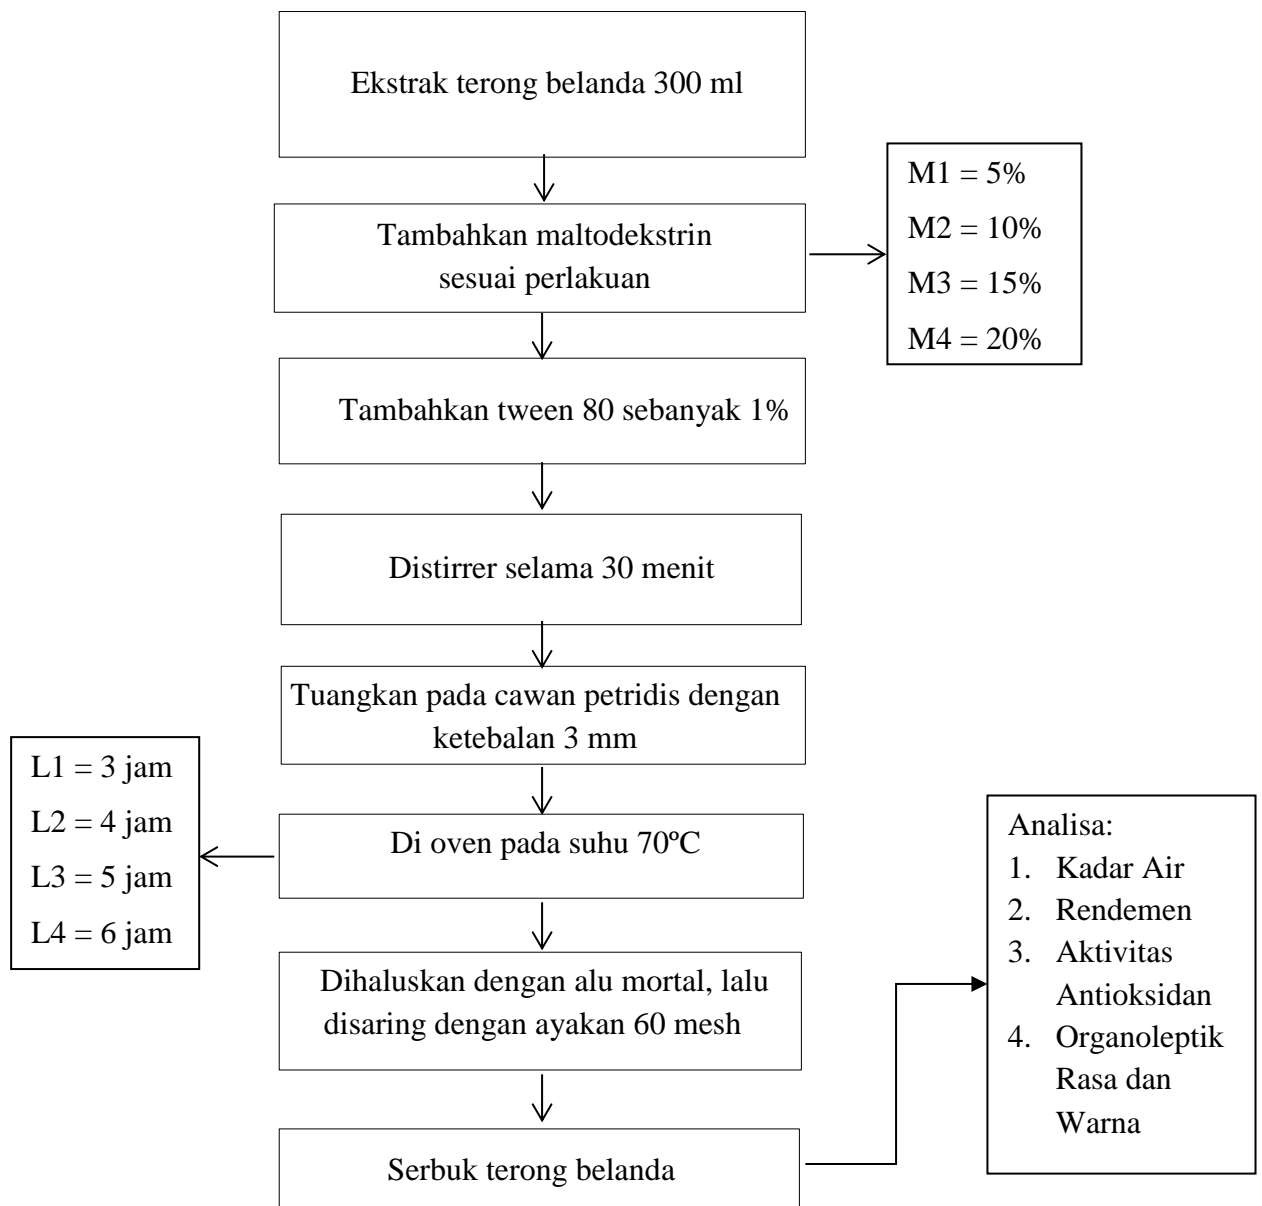 Ekstrak terong belanda 300 ml
Tambahkan maltodekstrin
sesuai perlakuan
M1 = 5%
M2 = 10%
M3 = 15%
M4 = 20%
Tambahkan tween 80 sebanyak 1%
Distirrer selama 30 menit
Tuangkan pada cawan petridis dengan
ketebalan 3 mm
Di oven pada suhu 70ºC
L1 = 3 jam
L2 = 4 jam
L3 = 5 jam
L4 = 6 jam
Dihaluskan dengan alu mortal, lalu
disaring dengan ayakan 60 mesh
Serbuk terong belanda
Analisa:
1. Kadar Air
2. Rendemen
3. Aktivitas
Antioksidan
4. Organoleptik
Rasa dan
Warna